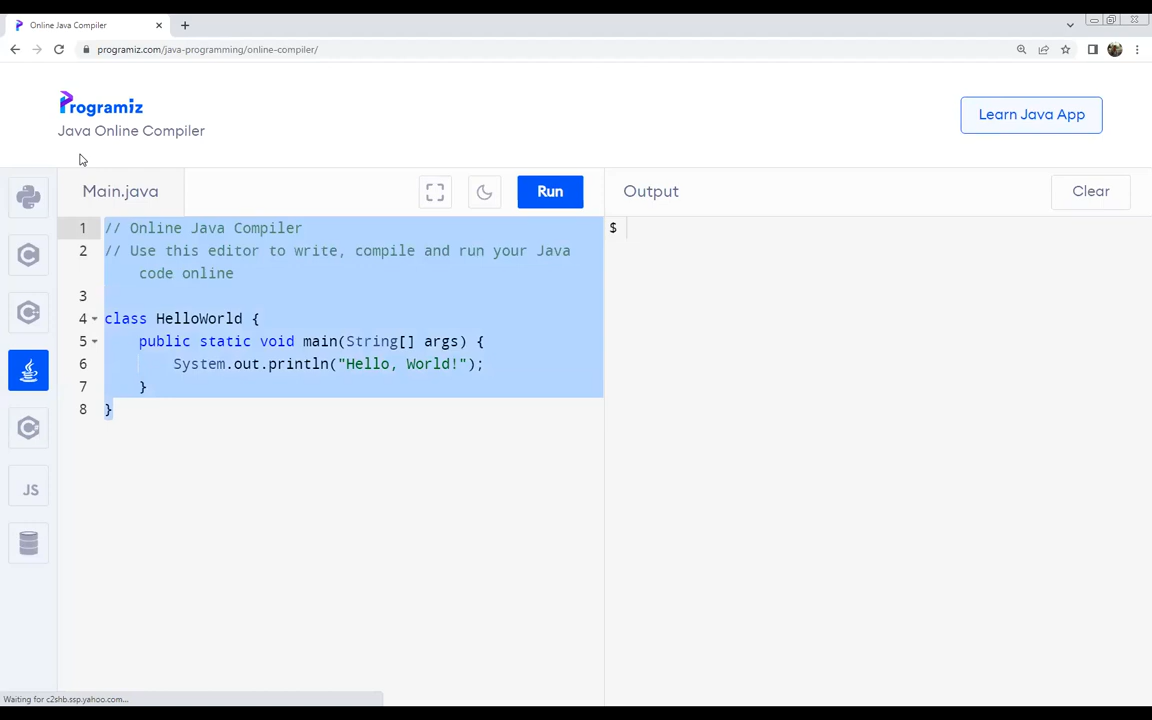 Online Java Compiler
programiz.com/java-programming/online-compiler/
Programiz
Java Online Compiler
Learn Java App
Main.java
Run
Output
Clear
1 // Online Java Compiler
$
2 // Use this editor to write, compile and run your Java
code online
3
4 class HelloWorld {
5 public static void main(String[] args) {
6 System.out.println("Hello, World!");
7 }
8 }
JS
Waiting for c2shb.ssp.yahoo.com...